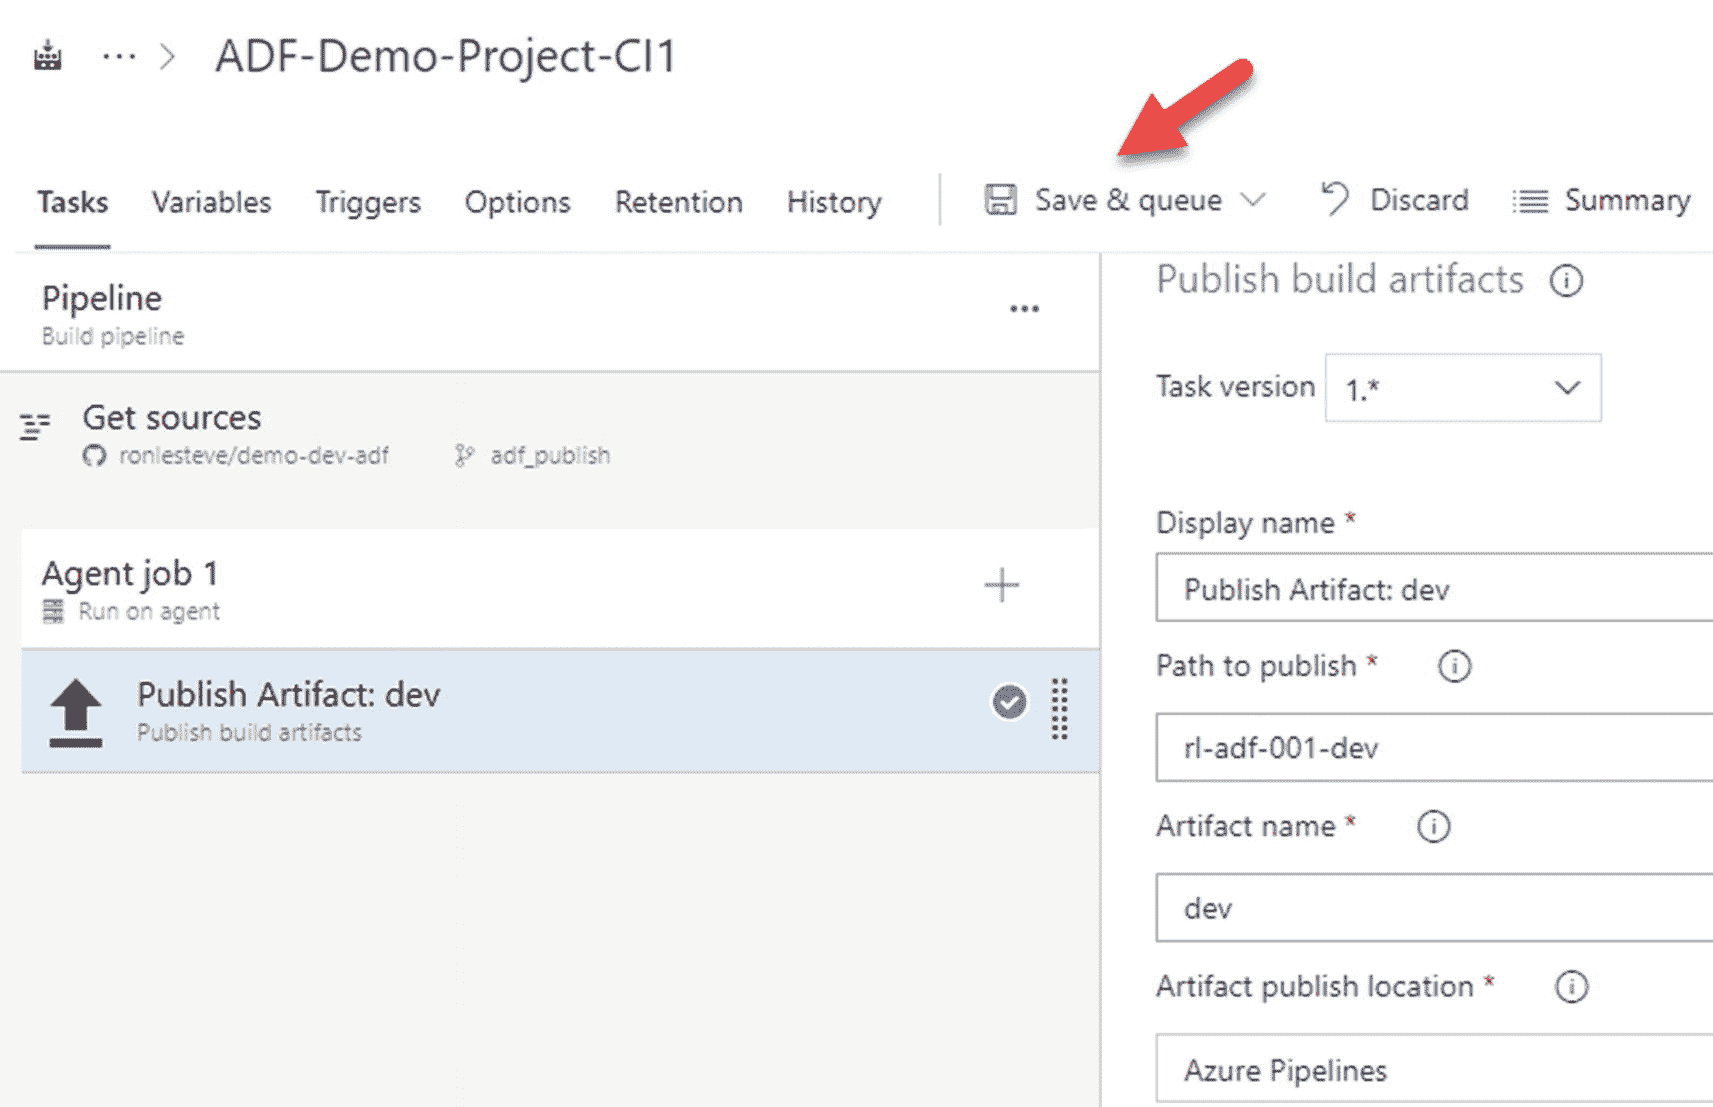 ADF-Demo-Project-CI1
Tasks Variables Triggers Options Retention History Save & queue Discard Summary
Pipeline
Build pipeline
Get sources
ronlesteve/demo-dev-adf adf_publish
Agent job 1
Run on agent
Publish Artifact: dev
Publish build artifacts
Publish build artifacts
Task version 1.*
Display name *
Publish Artifact: dev
Path to publish *
rl-adf-001-dev
Artifact name *
dev
Artifact publish location *
Azure Pipelines